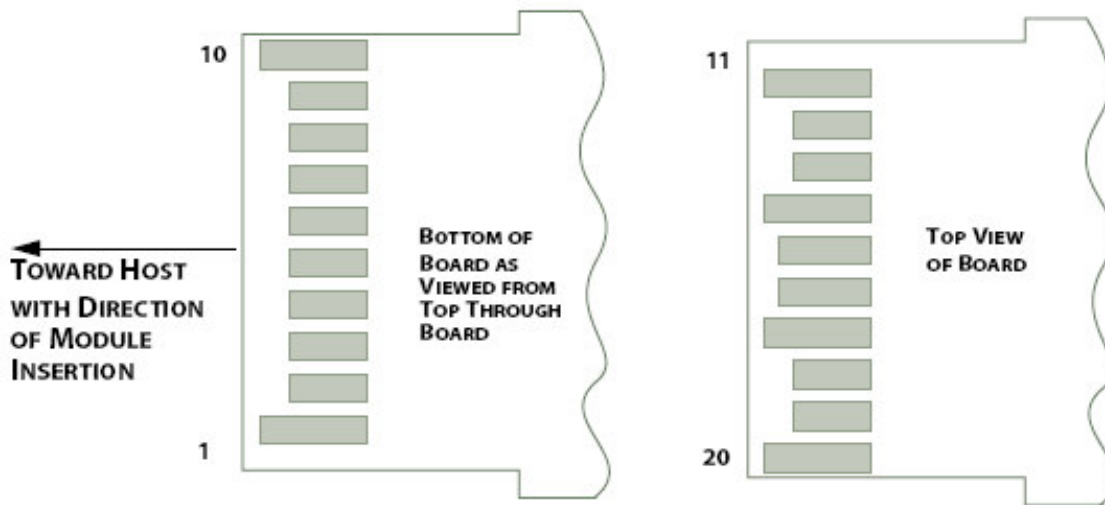 10
BOTTOM OF
BOARD AS
VIEWED FROM
TOP THROUGH
BOARD
TOWARD HOST
WITH DIRECTION
OF MODULE
INSERTION
1
11
TOP VIEW
OF BOARD
20